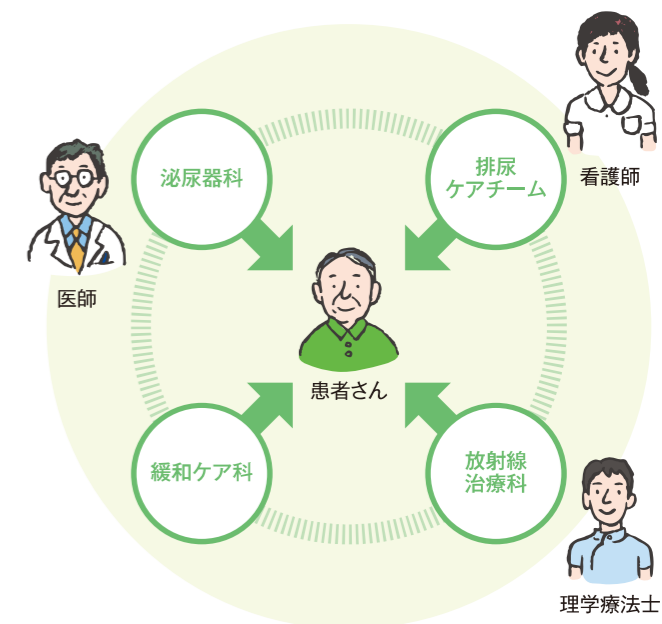 泌尿器科
排尿
ケアチーム
看護師
医師
患者さん
緩和ケア科
放射線
治療科
理学療法士